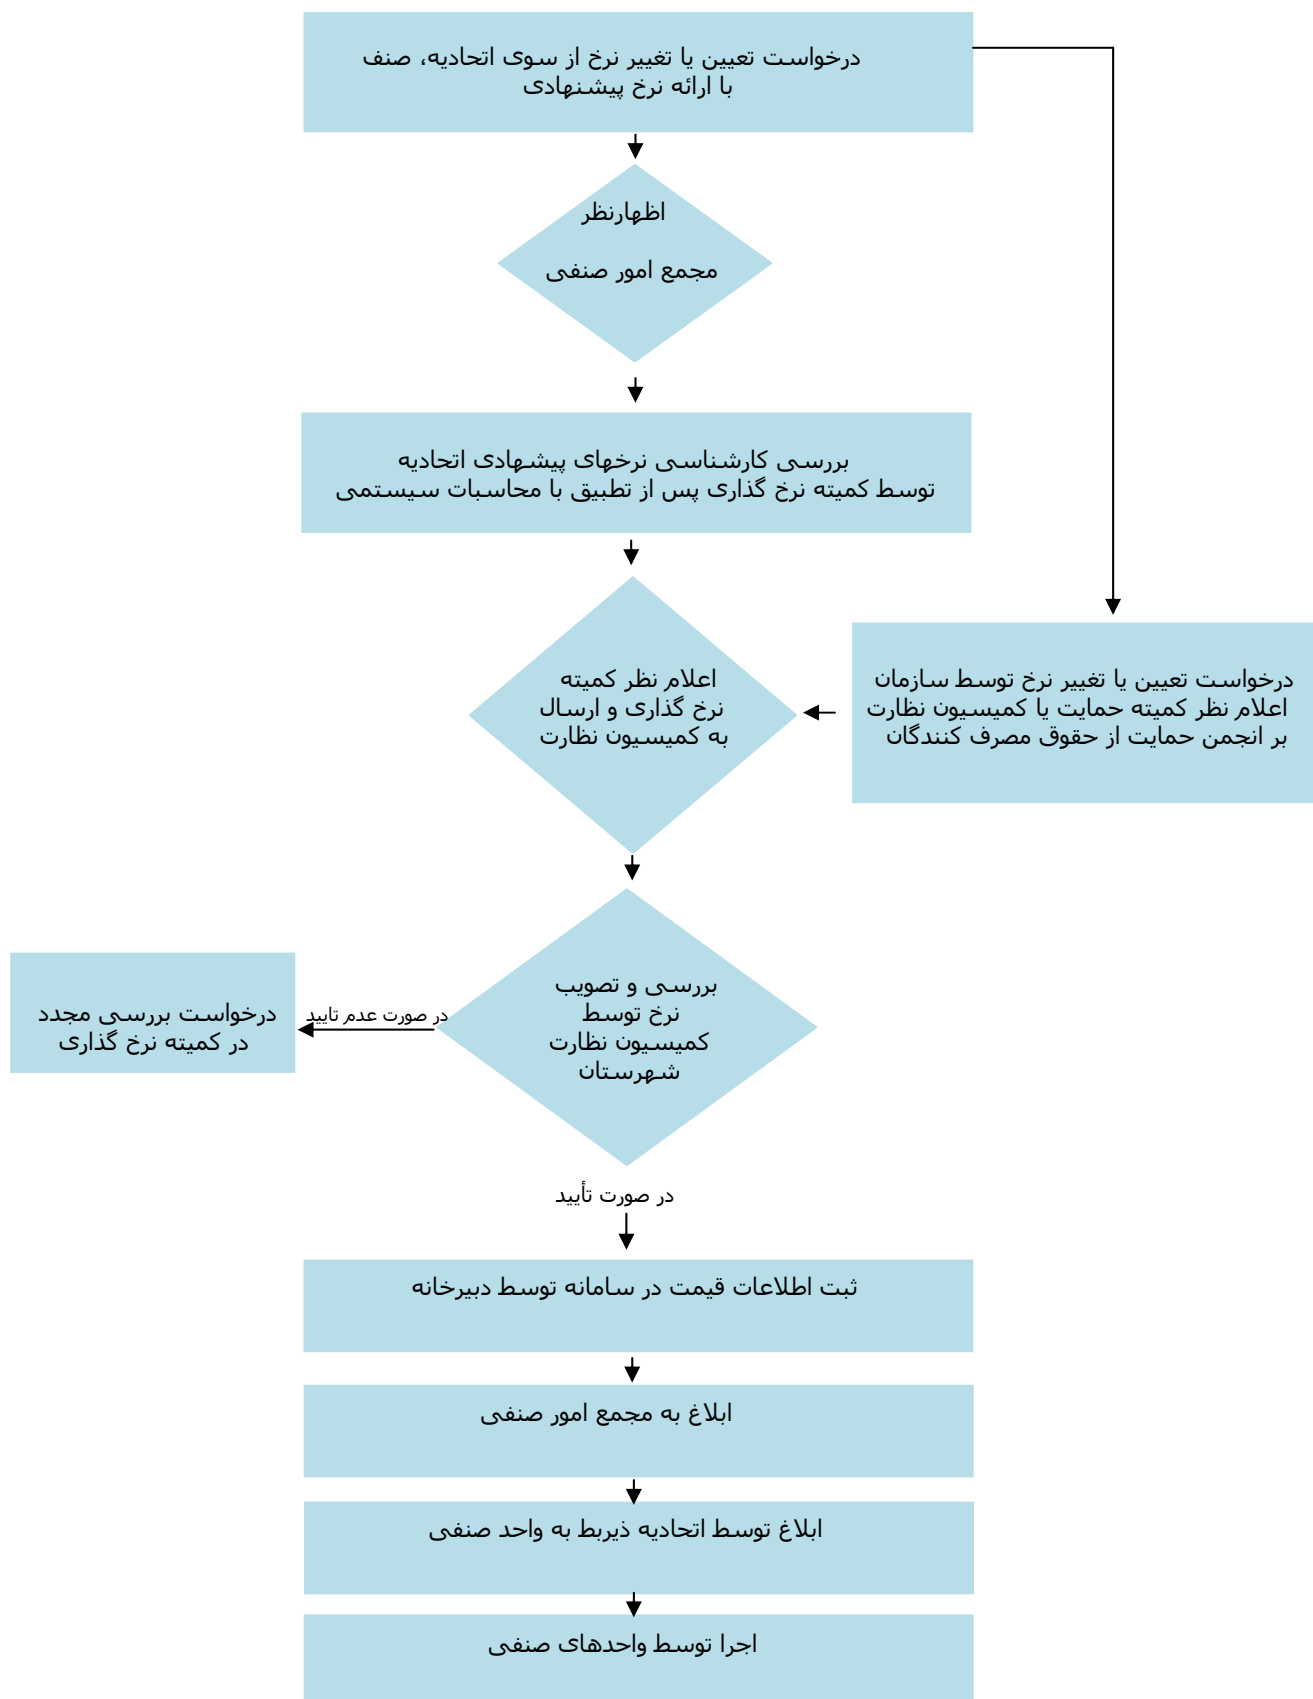 درخواست تعیین یا تغییر نرخ از سوی اتحادیه، صنف
با ارائه نرخ پیشنهادی
اظهارنظر
مجمع امور صنفی
بررسی کارشناسی نرخهای پیشهادی اتحادیه
توسط کمیته نرخ گذاری پس از تطبیق با محاسبات سیستمی
درخواست تعیین یا تغییر نرخ توسط سازمان
اعلام نظر کمیته حمایت یا کمیسیون نظارت
بر انجمن حمایت از حقوق مصرف کنندگان
اعلام نظر کمیته
نرخ گذاری و ارسال
به کمیسیون نظارت
بررسی و تصویب
نرخ توسط
کمیسیون نظارت
شهرستان
در صورت عدم تایید
درخواست بررسی مجدد
در کمیته نرخ گذاری
در صورت تأیید
ثبت اطلاعات قیمت در سامانه توسط دبیرخانه
ابلاغ به مجمع امور صنفی
ابلاغ توسط اتحادیه ذیربط به واحد صنفی
اجرا توسط واحدهای صنفی